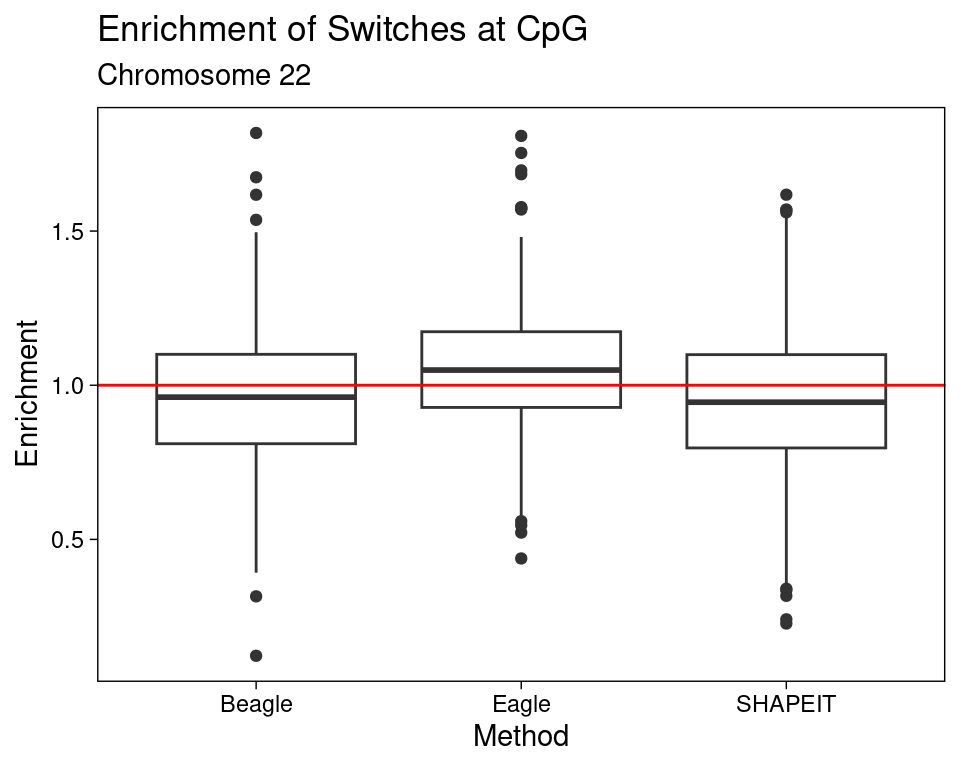 Enrichment of Switches at CpG
Chromosome 22
Enrichment
1.5
1.0
0.5
Beagle Eagle SHAPEIT
Method